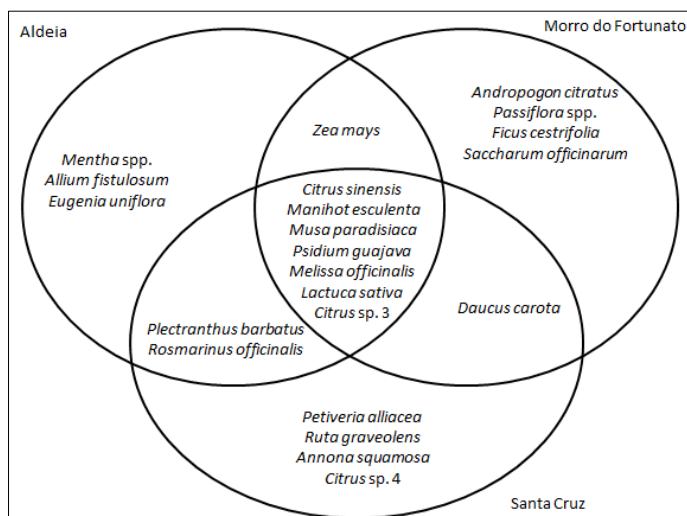 Aldeia
Morro do Fortunato
Andropogon citratus
Passiflora spp.
Ficus cestrifolia
Saccharum officinarum
Zea mays
Mentha spp.
Allium fistulosum
Eugenia uniflora
Citrus sinensis
Manihot esculenta
Musa paradisiaca
Psidium guajava
Melissa officinalis
Lactuca sativa
Citrus sp. 3
Daucus carota
Plectranthus barbatus
Rosmarinus officinalis
Petiveria alliacea
Ruta graveolens
Annona squamosa
Citrus sp. 4
Santa Cruz